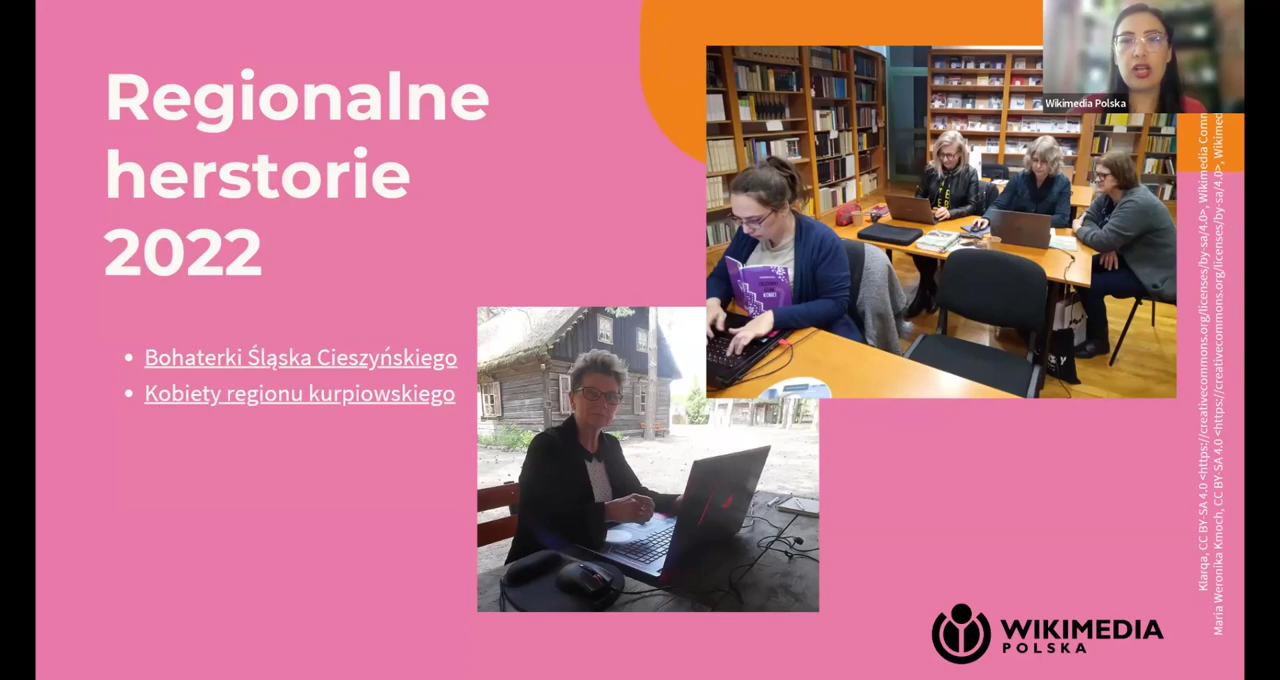 Regionalne
herstorie
2022
Bohaterki Śląska Cieszyńskiego
Kobiety regionu kurpiowskiego
Wikimedia Polska
Klarqa, CC BY-SA 4.0 <https://creativecommons.org/licenses/by-sa/4.0>, Wikimedia
Maria Weronika Kmoch, CC BY-SA 4.0 <https://creativecommons.org/licenses/by-sa/4.0>,
WIKIMEDIA
POLSKA